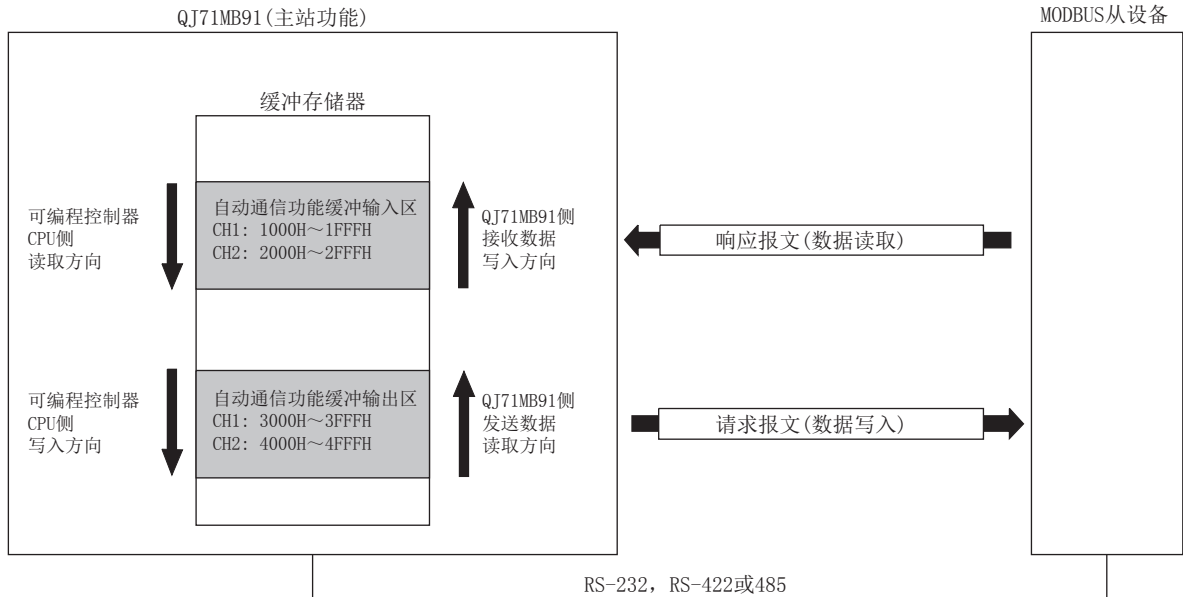 QJ71MB91(主站功能)
MODBUS从设备
缓冲存储器
可编程控制器
CPU侧
读取方向
自动通信功能缓冲输入区
CH1: 1000H～1FFFH
CH2: 2000H～2FFFH
QJ71MB91侧
接收数据
写入方向
响应报文(数据读取)
可编程控制器
CPU侧
写入方向
自动通信功能缓冲输出区
CH1: 3000H～3FFFH
CH2: 4000H～4FFFH
QJ71MB91侧
发送数据
读取方向
请求报文(数据写入)
RS-232，RS-422或485